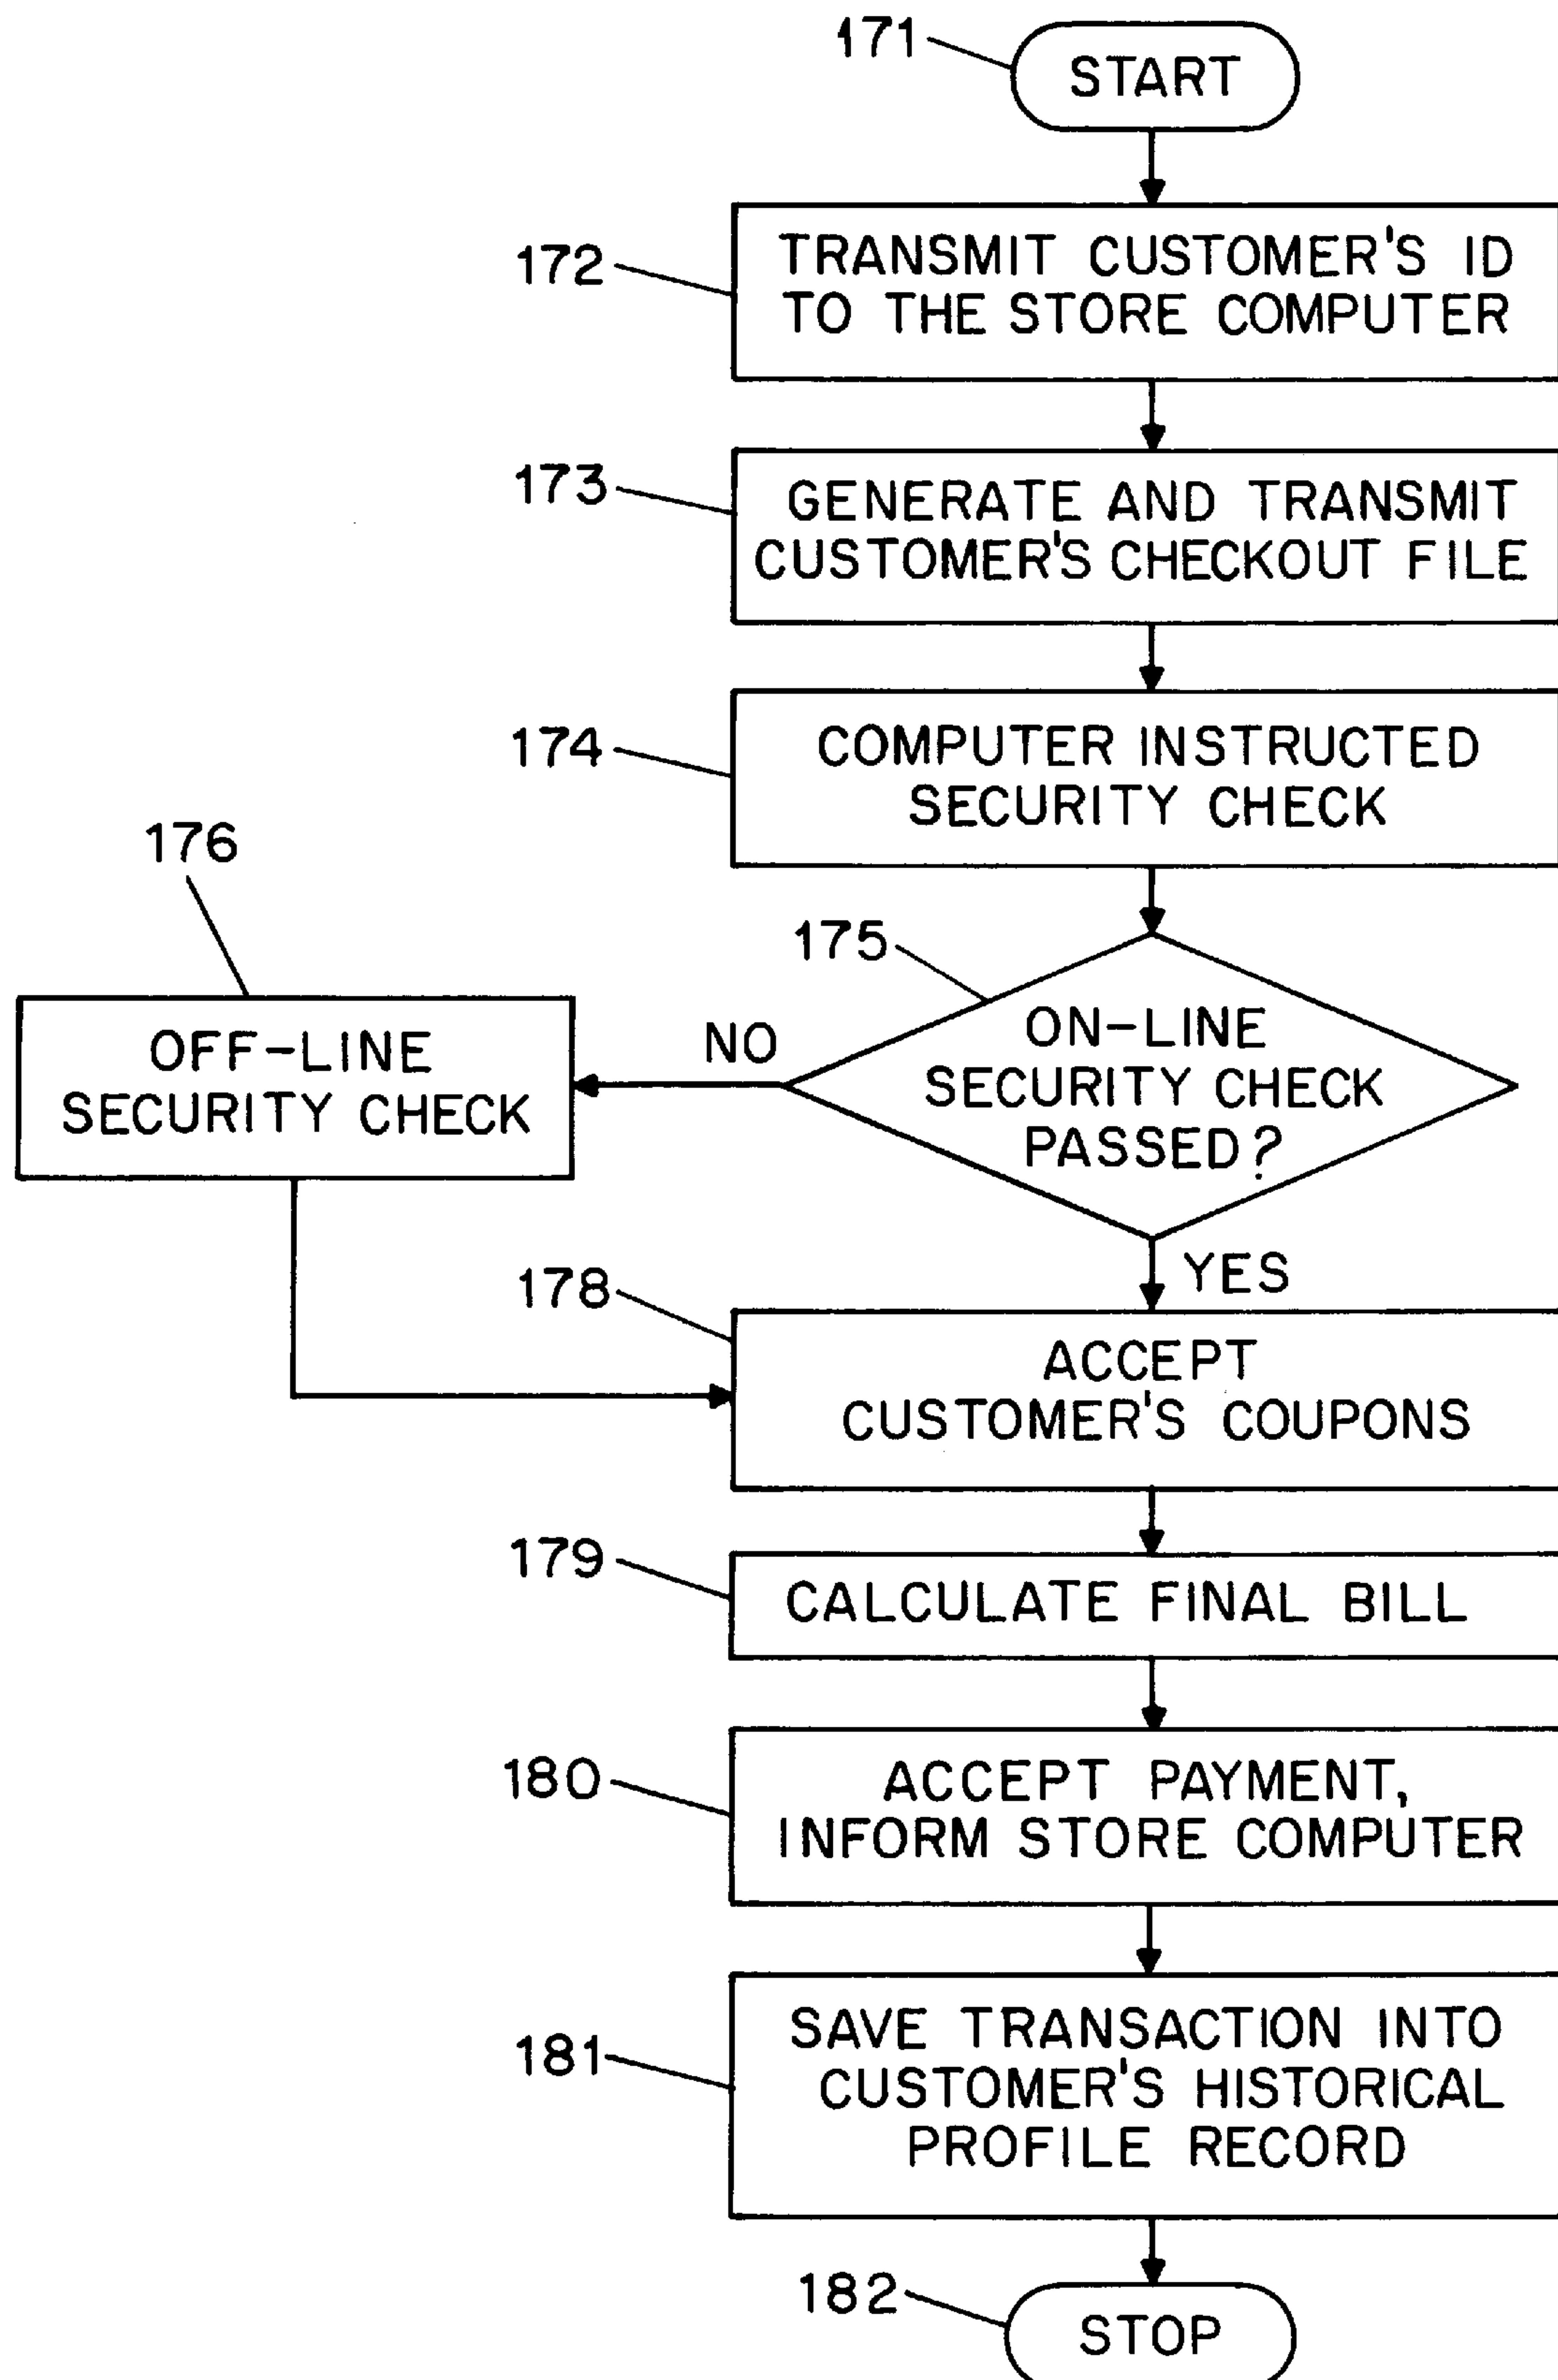 171
START
172
TRANSMIT CUSTOMER'S ID
TO THE STORE COMPUTER
173
GENERATE AND TRANSMIT
CUSTOMER'S CHECKOUT FILE
174
COMPUTER INSTRUCTED
SECURITY CHECK
175
ON-LINE
SECURITY CHECK
PASSED?
NO
176
OFF-LINE
SECURITY CHECK
YES
178
ACCEPT
CUSTOMER'S COUPONS
179
CALCULATE FINAL BILL
180
ACCEPT PAYMENT,
INFORM STORE COMPUTER
181
SAVE TRANSACTION INTO
CUSTOMER'S HISTORICAL
PROFILE RECORD
182
STOP